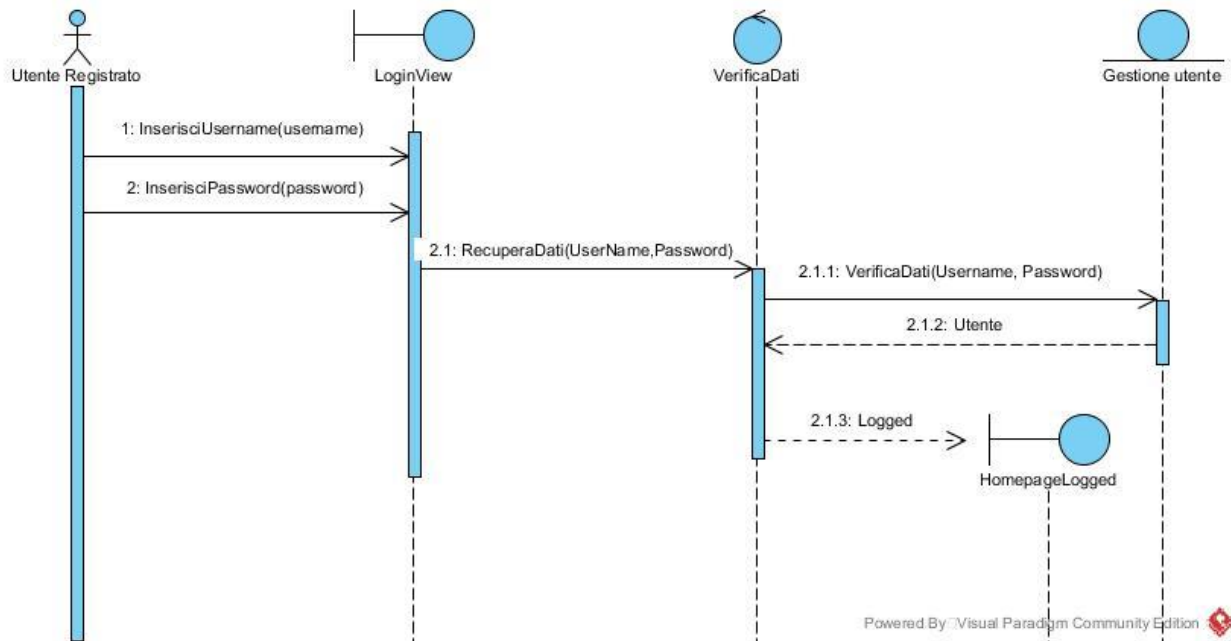 Utente Registrato
LoginView
VerificaDati
Gestione utente
1: InserisciUsername(username)
2: InserisciPassword(password)
2.1: RecuperaDati(UserName,Password)
2.1.1: VerificaDati(Username, Password)
2.1.2: Utente
2.1.3: Logged
HomepageLogged
Powered By Visual Paradigm Community Edition